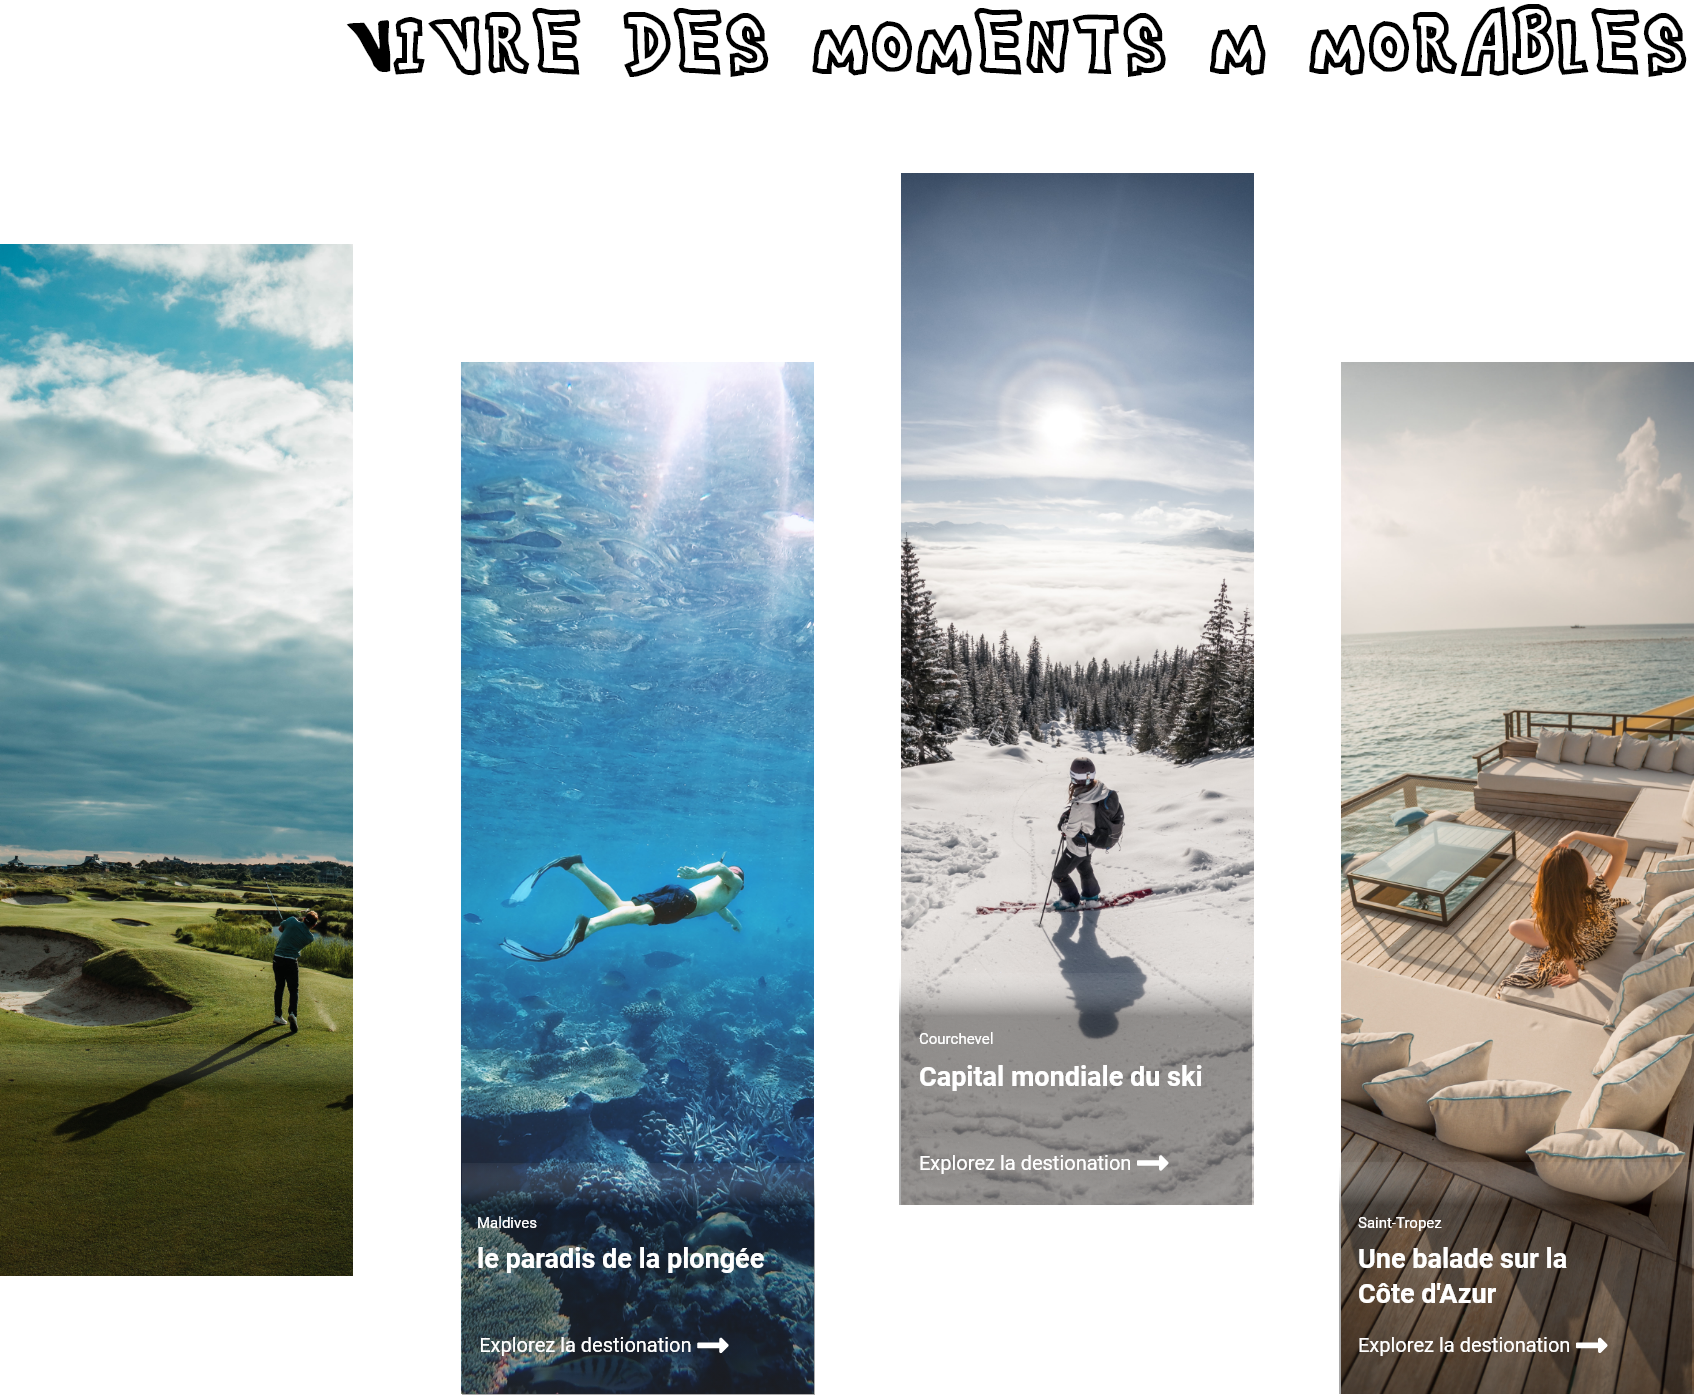 VIVRE DES MOMENTS M MORABLES
Courchevel
Capital mondiale du ski
Explorez la destionation
Maldives
le paradis de la plongée
Explorez la destionation
Saint-Tropez
Une balade sur la
Côte d'Azur
Explorez la destionation